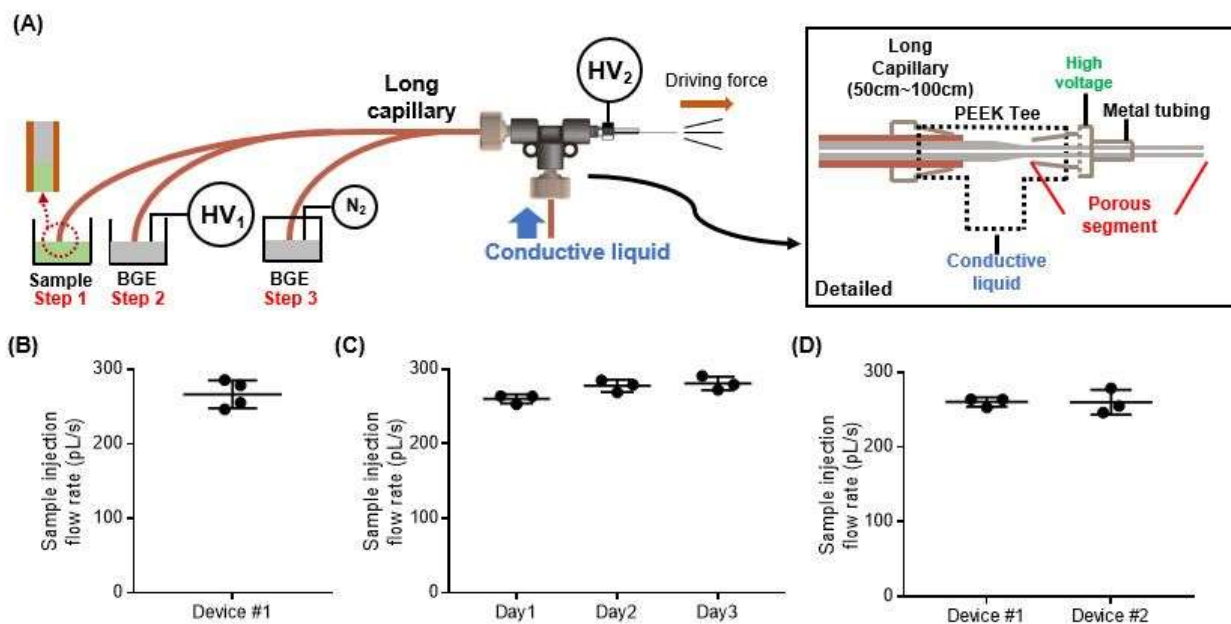 (A)
Long
capillary
HV2
Driving force
HV1
N2
Conductive liquid
Sample
Step 1
BGE
Step 2
BGE
Step 3
Long
Capillary
(50cm~100cm)
PEEK Tee
High
voltage
Metal tubing
Porous
segment
Conductive
liquid
Detailed
(B)
Sample injection
flow rate (pL/s)
300
200
100
0
Device #1
(C)
Sample injection
flow rate (pL/s)
300
200
100
0
Day1 Day2 Day3
(D)
Sample injection
flow rate (pL/s)
300
200
100
0
Device #1 Device #2